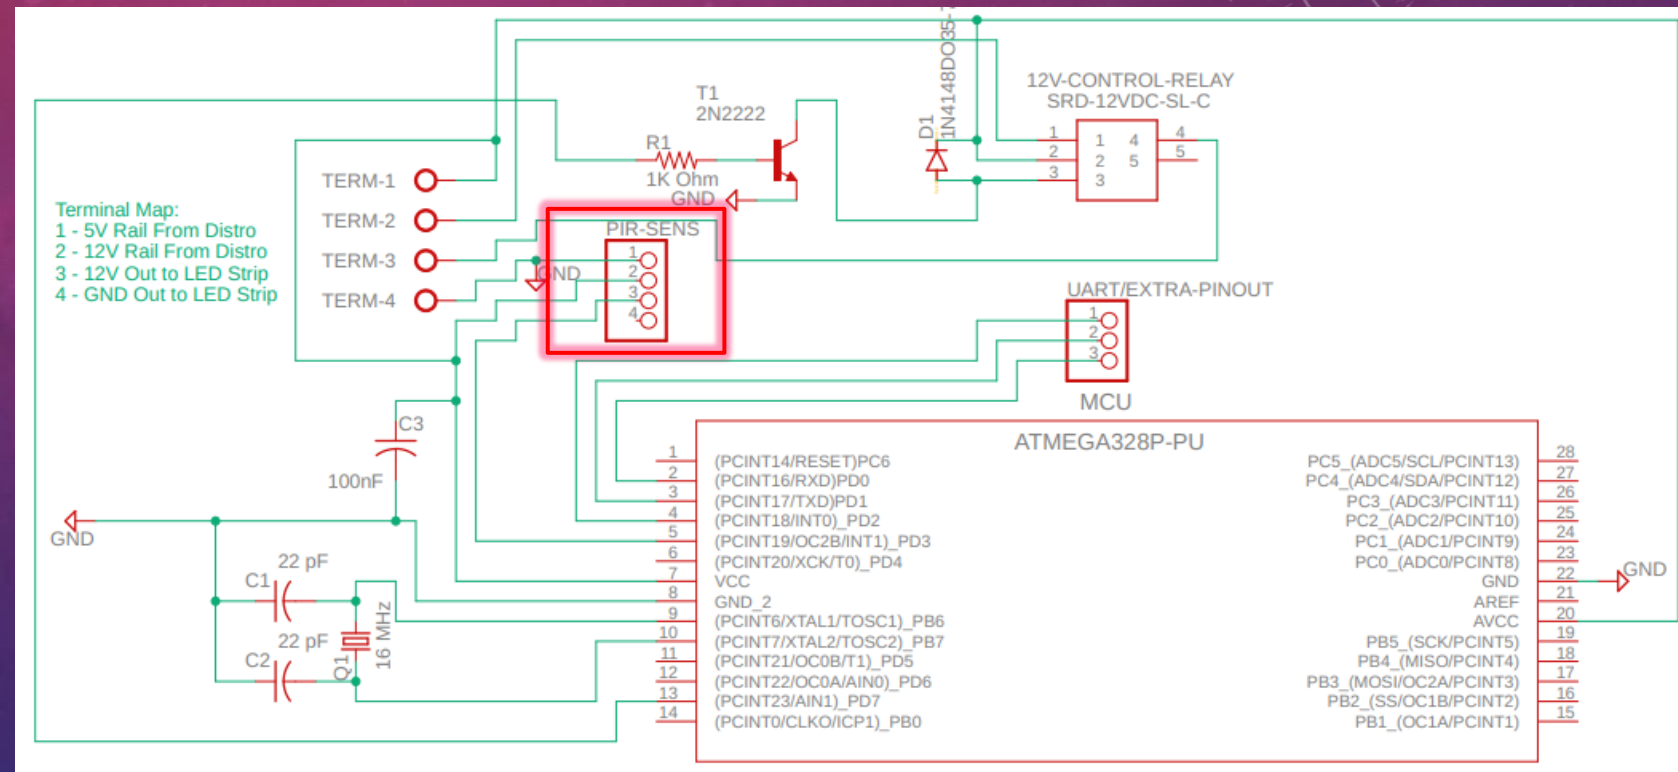 1N4148DO35-
D1
12V-CONTROL-RELAY
SRD-12VDC-SL-C
1
2
3
1
2
3
4
5
4
5
T1
2N2222
R1
1K Ohm
GND
TERM-1
TERM-2
TERM-3
TERM-4
Terminal Map:
1 - 5V Rail From Distro
2 - 12V Rail From Distro
3 - 12V Out to LED Strip
4 - GND Out to LED Strip
PIR-SENS
1
2
3
4
GND
UART/EXTRA-PINOUT
1
2
3
MCU
ATMEGA328P-PU
C3
100nF
GND
22 pF
C1
22 pF
C2
Q1
16 MHz
1 (PCINT14/RESET)PC6
2 (PCINT16/RXD)PD0
3 (PCINT17/TXD)PD1
4 (PCINT18/INT0)_PD2
5 (PCINT19/OC2B/INT1)_PD3
6 (PCINT20/XCK/T0)_PD4
7 VCC
8 GND_2
9 (PCINT6/XTAL1/TOSC1)_PB6
10 (PCINT7/XTAL2/TOSC2)_PB7
11 (PCINT21/OC0B/T1)_PD5
12 (PCINT22/OC0A/AIN0)_PD6
13 (PCINT23/AIN1)_PD7
14 (PCINT0/CLKO/ICP1)_PB0
PC5_(ADC5/SCL/PCINT13) 28
PC4_(ADC4/SDA/PCINT12) 27
PC3_(ADC3/PCINT11) 26
PC2_(ADC2/PCINT10) 25
PC1_(ADC1/PCINT9) 24
PC0_(ADC0/PCINT8) 23
GND 22
AREF 21
AVCC 20
PB5_(SCK/PCINT5) 19
PB4_(MISO/PCINT4) 18
PB3_(MOSI/OC2A/PCINT3) 17
PB2_(SS/OC1B/PCINT2) 16
PB1_(OC1A/PCINT1) 15
GND